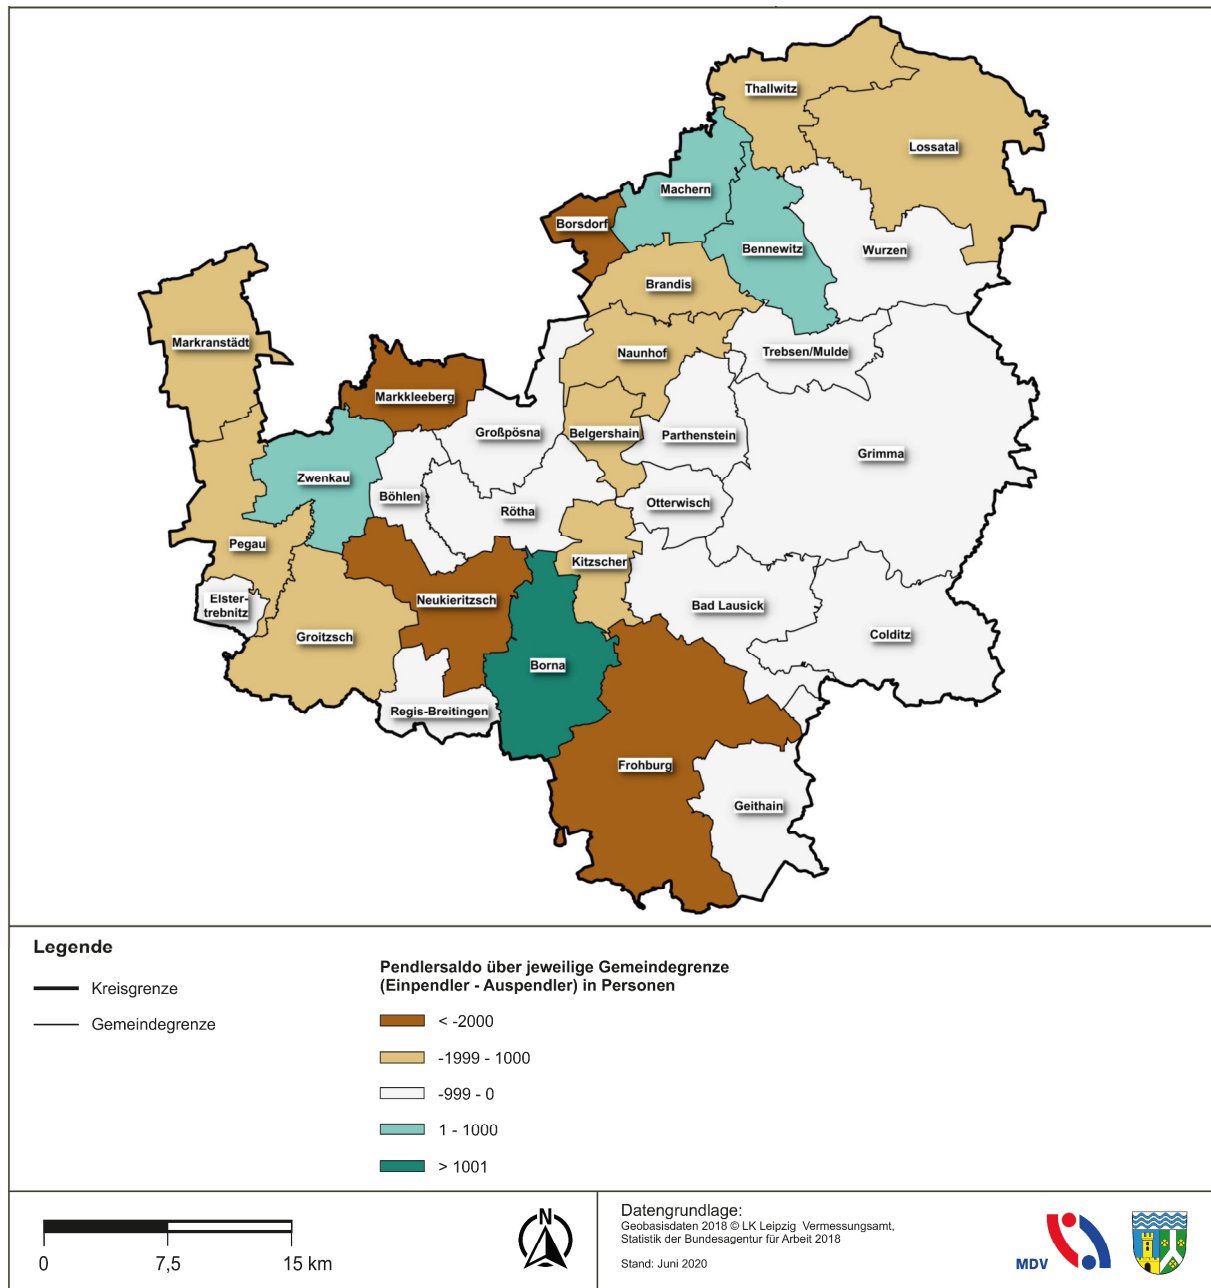 Thallwitz
Lossatal
Machern
Borsdorf
Bennewitz
Wurzen
Brandis
Markranstädt
Naunhof
Trebsen/Mulde
Markkleeberg
Großpösna
Belgershain
Parthenstein
Grimma
Zwenkau
Böhlen
Rötha
Otterwisch
Pegau
Kitzscher
Elster-
trebnitz
Neukieritzsch
Bad Lausick
Groitzsch
Colditz
Borna
Regis-Breitingen
Frohburg
Geithain
Legende
Kreisgrenze
Gemeindegrenze
Pendlersaldo über jeweilige Gemeindegrenze
(Einpendler - Auspendler) in Personen
< -2000
-1999 - 1000
-999 - 0
1 - 1000
> 1001
0 7,5 15 km
N
Datengrundlage:
Geobasisdaten 2018 © LK Leipzig Vermessungsamt,
Statistik der Bundesagentur für Arbeit 2018
Stand: Juni 2020
MDV